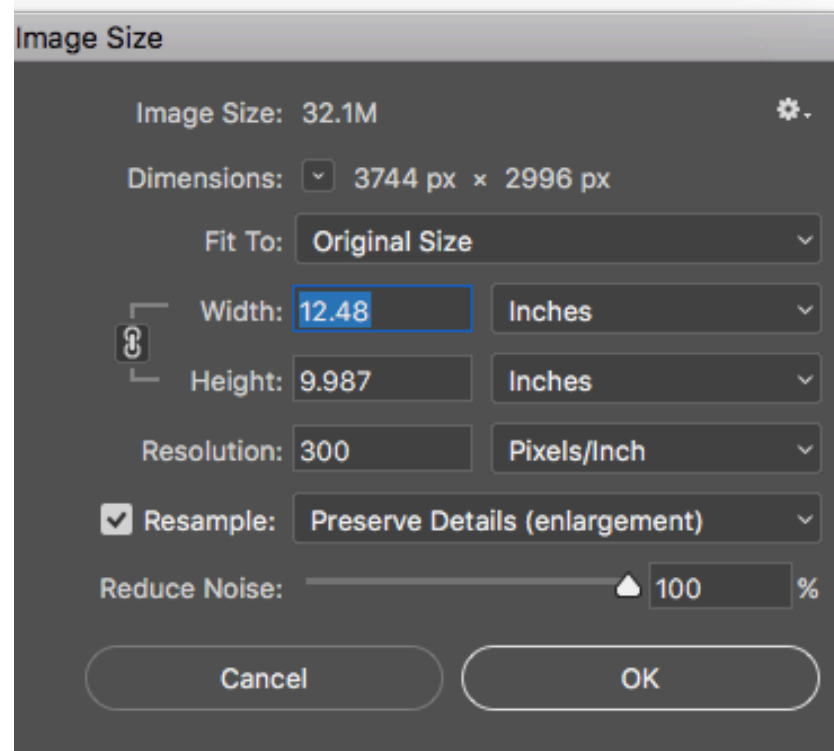 Image Size
Image Size: 32.1M
Dimensions: 3744 px × 2996 px
Fit To: Original Size
Width: 12.48 Inches
Height: 9.987 Inches
Resolution: 300 Pixels/Inch
Resample: Preserve Details (enlargement)
Reduce Noise: 100 %
Cancel OK